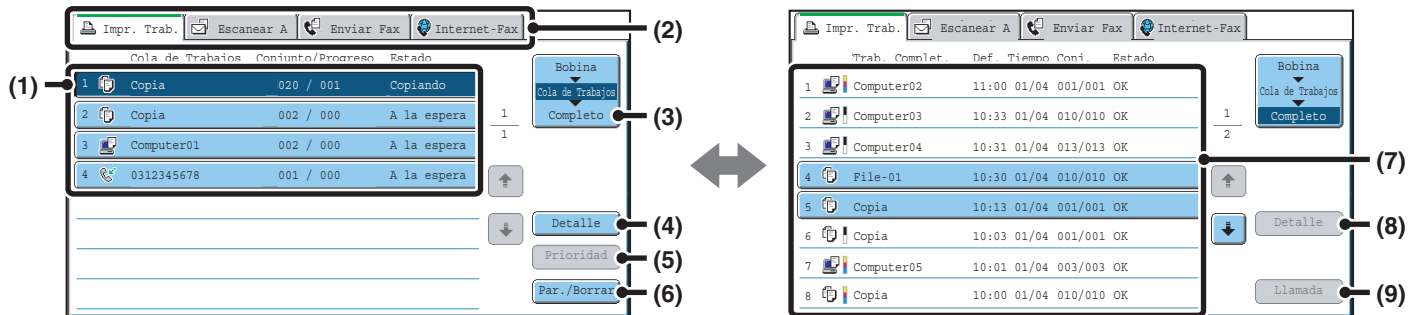 Impr. Trab. Escanear A Enviar Fax Internet-Fax (2)
Cola de Trabajos Conjunto/Progreso Estado
(1) 1 Copia 020 / 001 Copiando
2 Copia 002 / 000 A la espera
3 Computer01 002 / 000 A la espera
4 0312345678 001 / 000 A la espera
1
1
Bobina
Cola de Trabajos
Completo (3)
Detalle (4)
Prioridad (5)
Par./Borrar (6)
Impr. Trab. Escanear A Enviar Fax Internet-Fax
Trab. Complet. Def. Tiempo Conj. Estado
1 Computer02 11:00 01/04 001/001 OK
2 Computer03 10:33 01/04 010/010 OK
3 Computer04 10:31 01/04 013/013 OK
4 File-01 10:30 01/04 010/010 OK
5 Copia 10:13 01/04 001/001 OK
6 Copia 10:03 01/04 001/001 OK
7 Computer05 10:01 01/04 003/003 OK
8 Copia 10:00 01/04 010/010 OK
1
2
Bobina
Cola de Trabajos
Completo
(7)
Detalle (8)
Llamada (9)